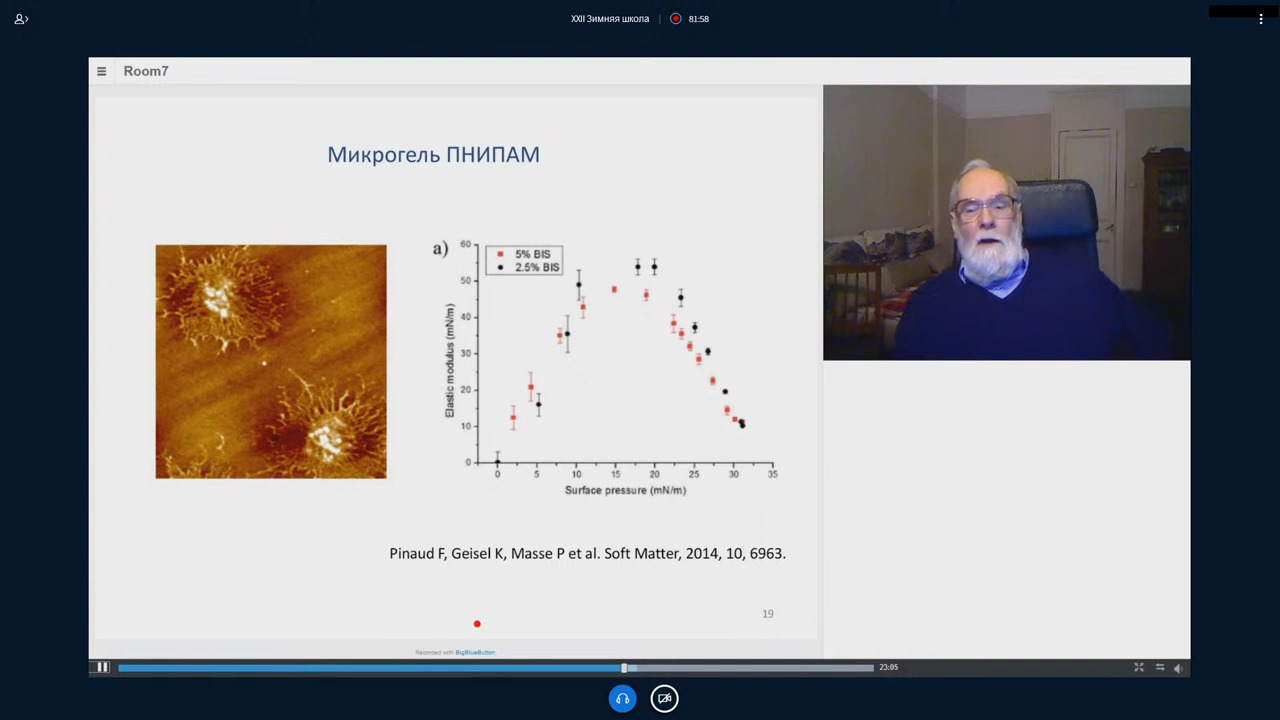 XXII Зимняя школа
81:58
Room7
Микрогель ПНИПАМ
a)
5% BIS
2.5% BIS
60
50
40
30
20
10
0
Elastic modulus (mN/m)
0 5 10 15 20 25 30 35
Surface pressure (mN/m)
Pinaud F, Geisel K, Masse P et al. Soft Matter, 2014, 10, 6963.
19
Recorded with BigBlueButton
23:05